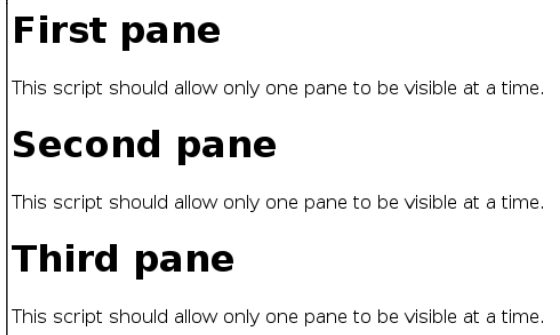 First pane
This script should allow only one pane to be visible at a time.
Second pane
This script should allow only one pane to be visible at a time.
Third pane
This script should allow only one pane to be visible at a time.